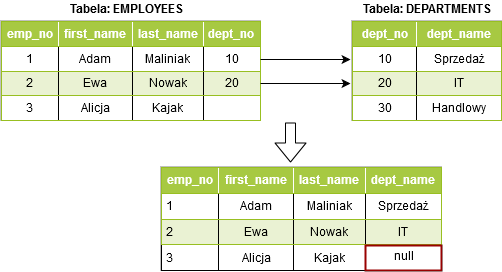 Tabela: EMPLOYEES
emp_no first_name last_name dept_no
1 Adam Maliniak 10
2 Ewa Nowak 20
3 Alicja Kajak
Tabela: DEPARTMENTS
dept_no dept_name
10 Sprzedaż
20 IT
30 Handlowy
emp_no first_name last_name dept_name
1 Adam Maliniak Sprzedaż
2 Ewa Nowak IT
3 Alicja Kajak null